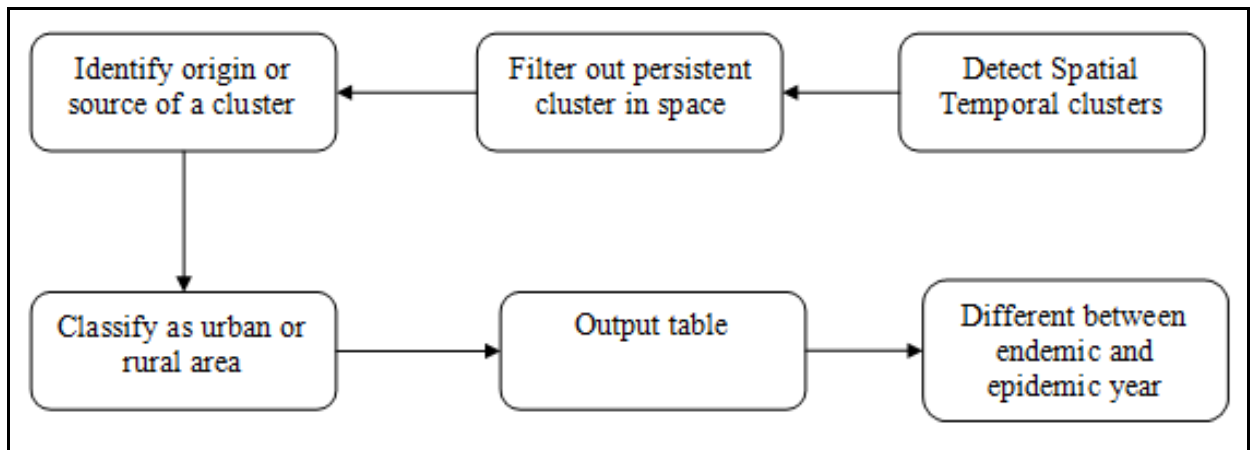 Identify origin or
source of a cluster
Filter out persistent
cluster in space
Detect Spatial
Temporal clusters
Classify as urban or
rural area
Output table
Different between
endemic and
epidemic year